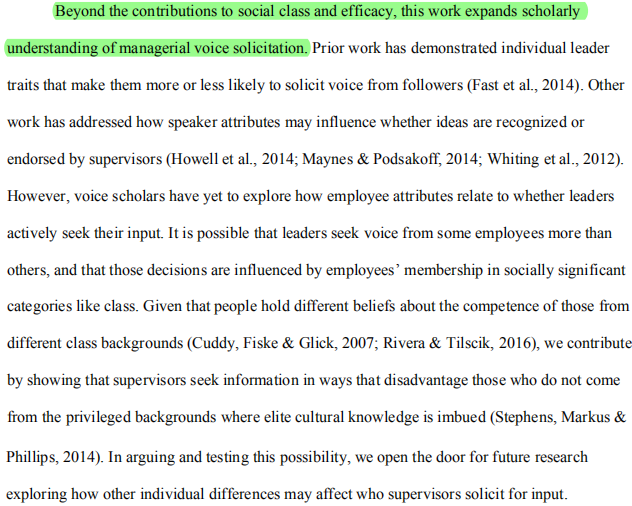 Beyond the contributions to social class and efficacy, this work expands scholarly
understanding of managerial voice solicitation. Prior work has demonstrated individual leader
traits that make them more or less likely to solicit voice from followers (Fast et al., 2014). Other
work has addressed how speaker attributes may influence whether ideas are recognized or
endorsed by supervisors (Howell et al., 2014; Maynes & Podsakoff, 2014; Whiting et al., 2012).
However, voice scholars have yet to explore how employee attributes relate to whether leaders
actively seek their input. It is possible that leaders seek voice from some employees more than
others, and that those decisions are influenced by employees’ membership in socially significant
categories like class. Given that people hold different beliefs about the competence of those from
different class backgrounds (Cuddy, Fiske & Glick, 2007; Rivera & Tilscik, 2016), we contribute
by showing that supervisors seek information in ways that disadvantage those who do not come
from the privileged backgrounds where elite cultural knowledge is imbued (Stephens, Markus &
Phillips, 2014). In arguing and testing this possibility, we open the door for future research
exploring how other individual differences may affect who supervisors solicit for input.